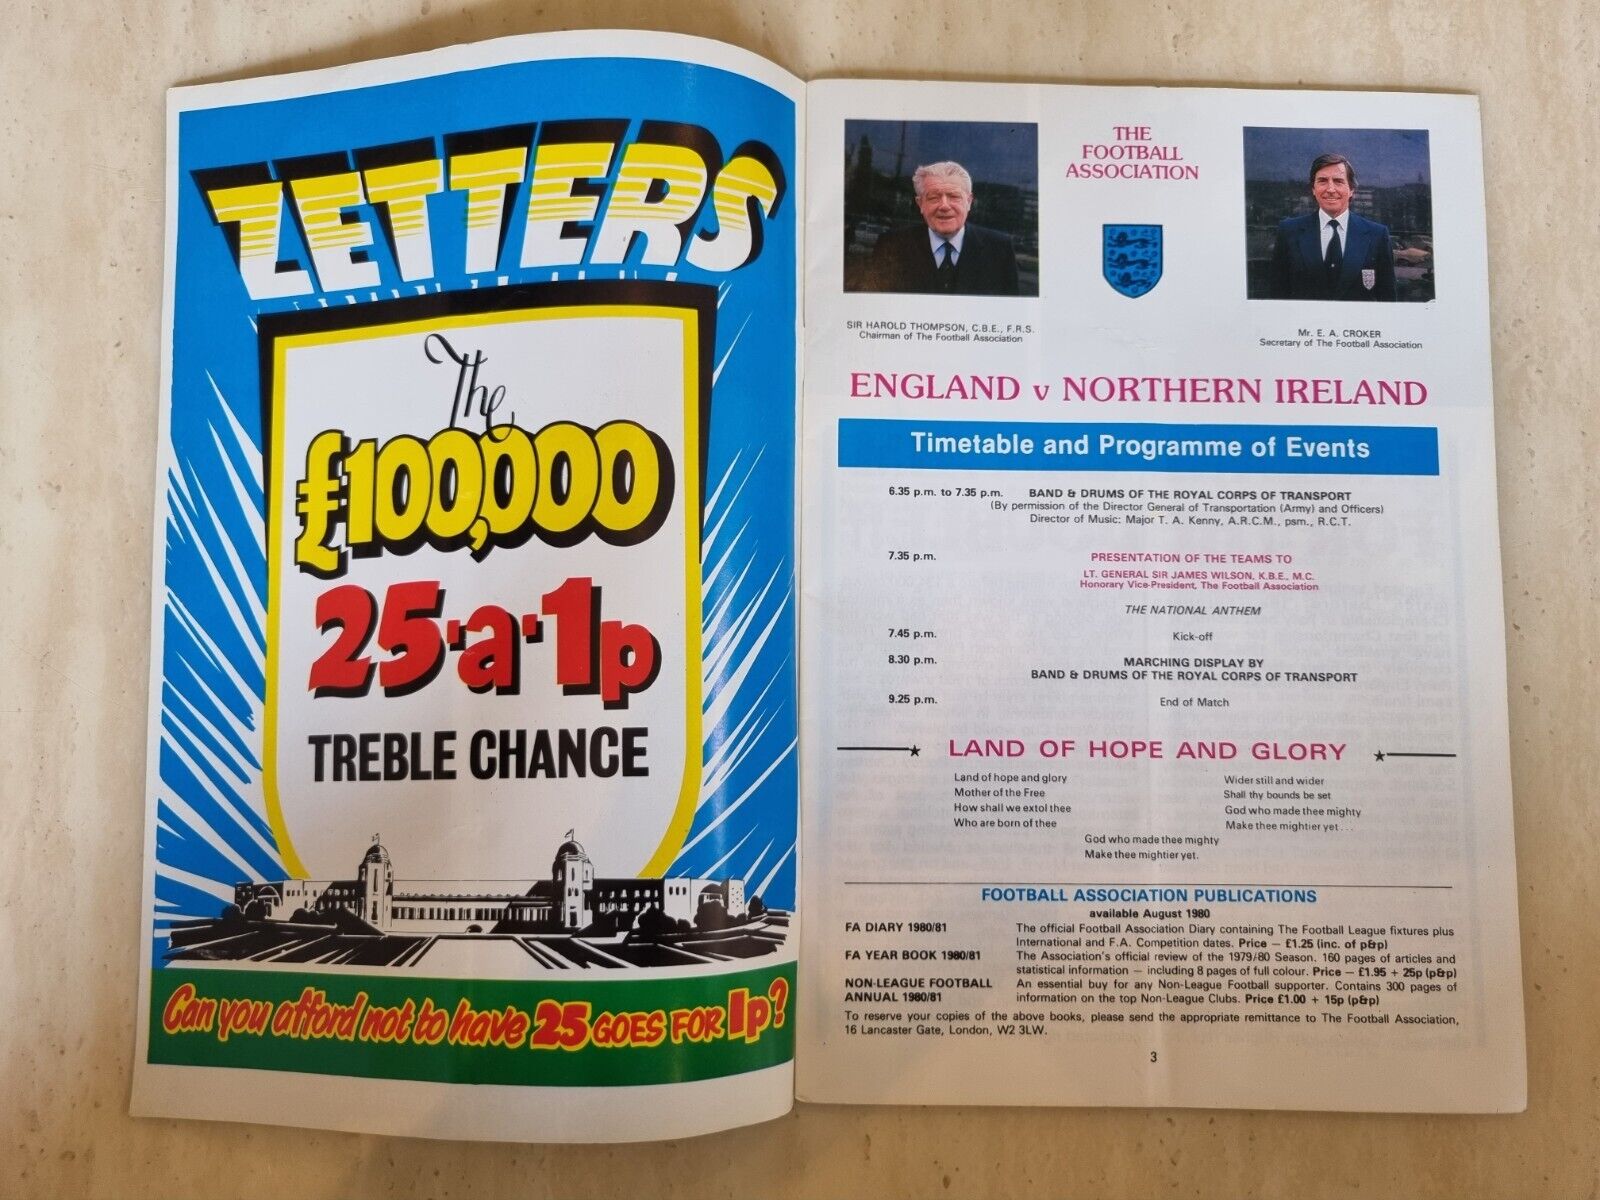 ZETTERS
The
£100,000
25·a·1p
TREBLE CHANCE
Can you afford not to have 25 GOES FOR 1p?
THE
FOOTBALL
ASSOCIATION
SIR HAROLD THOMPSON, C.B.E., F.R.S.
Chairman of The Football Association
Mr. E. A. CROKER
Secretary of The Football Association
ENGLAND v NORTHERN IRELAND
Timetable and Programme of Events
6.35 p.m. to 7.35 p.m. BAND & DRUMS OF THE ROYAL CORPS OF TRANSPORT
(By permission of the Director General of Transportation (Army) and Officers)
Director of Music: Major T. A. Kenny, A.R.C.M., psm., R.C.T.
7.35 p.m. PRESENTATION OF THE TEAMS TO
LT. GENERAL SIR JAMES WILSON, K.B.E., M.C.
Honorary Vice-President, The Football Association
THE NATIONAL ANTHEM
7.45 p.m. Kick-off
8.30 p.m. MARCHING DISPLAY BY
BAND & DRUMS OF THE ROYAL CORPS OF TRANSPORT
9.25 p.m. End of Match
LAND OF HOPE AND GLORY
Land of hope and glory
Mother of the Free
How shall we extol thee
Who are born of thee
Wider still and wider
Shall thy bounds be set
God who made thee mighty
Make thee mightier yet . . .
God who made thee mighty
Make thee mightier yet.
FOOTBALL ASSOCIATION PUBLICATIONS
available August 1980
FA DIARY 1980/81 The official Football Association Diary containing The Football League fixtures plus
International and F.A. Competition dates. Price — £1.25 (inc. of p&p)
FA YEAR BOOK 1980/81 The Association's official review of the 1979/80 Season. 160 pages of articles and
statistical information — including 8 pages of full colour. Price — £1.95 + 25p (p&p)
NON-LEAGUE FOOTBALL An essential buy for any Non-League Football supporter. Contains 300 pages of
ANNUAL 1980/81 information on the top Non-League Clubs. Price £1.00 + 15p (p&p)
To reserve your copies of the above books, please send the appropriate remittance to The Football Association,
16 Lancaster Gate, London, W2 3LW.
3